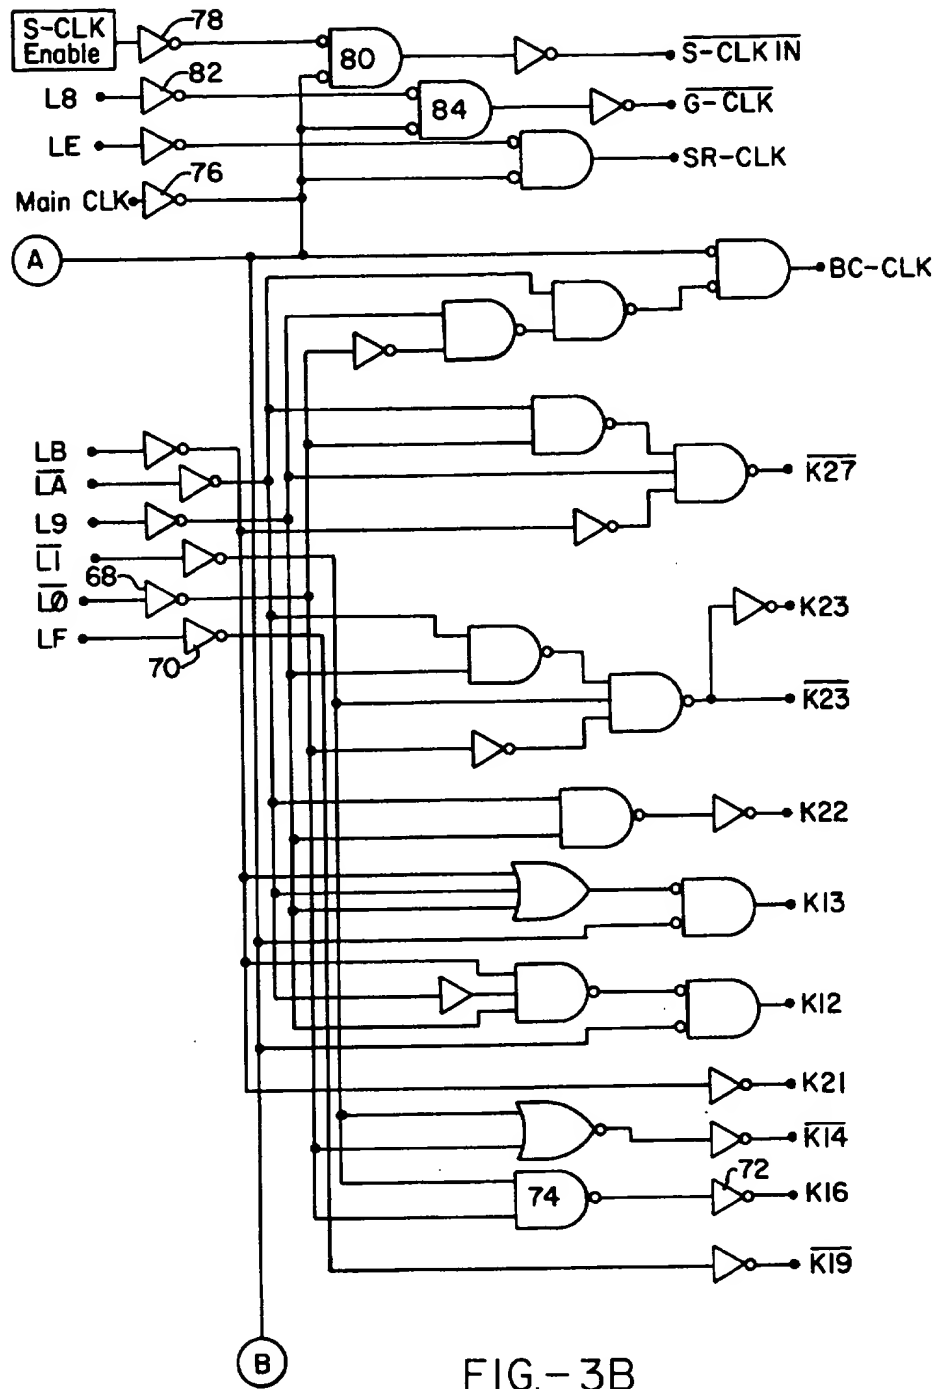 S-CLK
Enable
78
80
S-CLK IN
L8
82
84
G-CLK
LE
SR-CLK
Main CLK
76
A
BC-CLK
LB
LA
L9
L1
68
LØ
LF
70
K27
K23
K23
K22
K13
K12
K21
K14
72
74
K16
K19
B
FIG.-3B